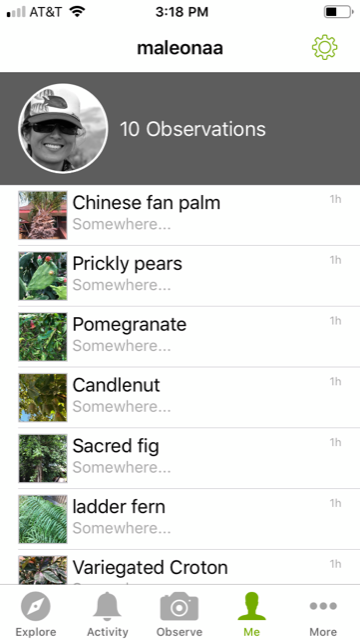 AT&T 3:18 PM
maleonaa
10 Observations
Chinese fan palm 1h
Somewhere...
Prickly pears 1h
Somewhere...
Pomegranate 1h
Somewhere...
Candlenut 1h
Somewhere...
Sacred fig 1h
Somewhere...
ladder fern 1h
Somewhere...
Variegated Croton 1h
Explore Activity Observe Me More